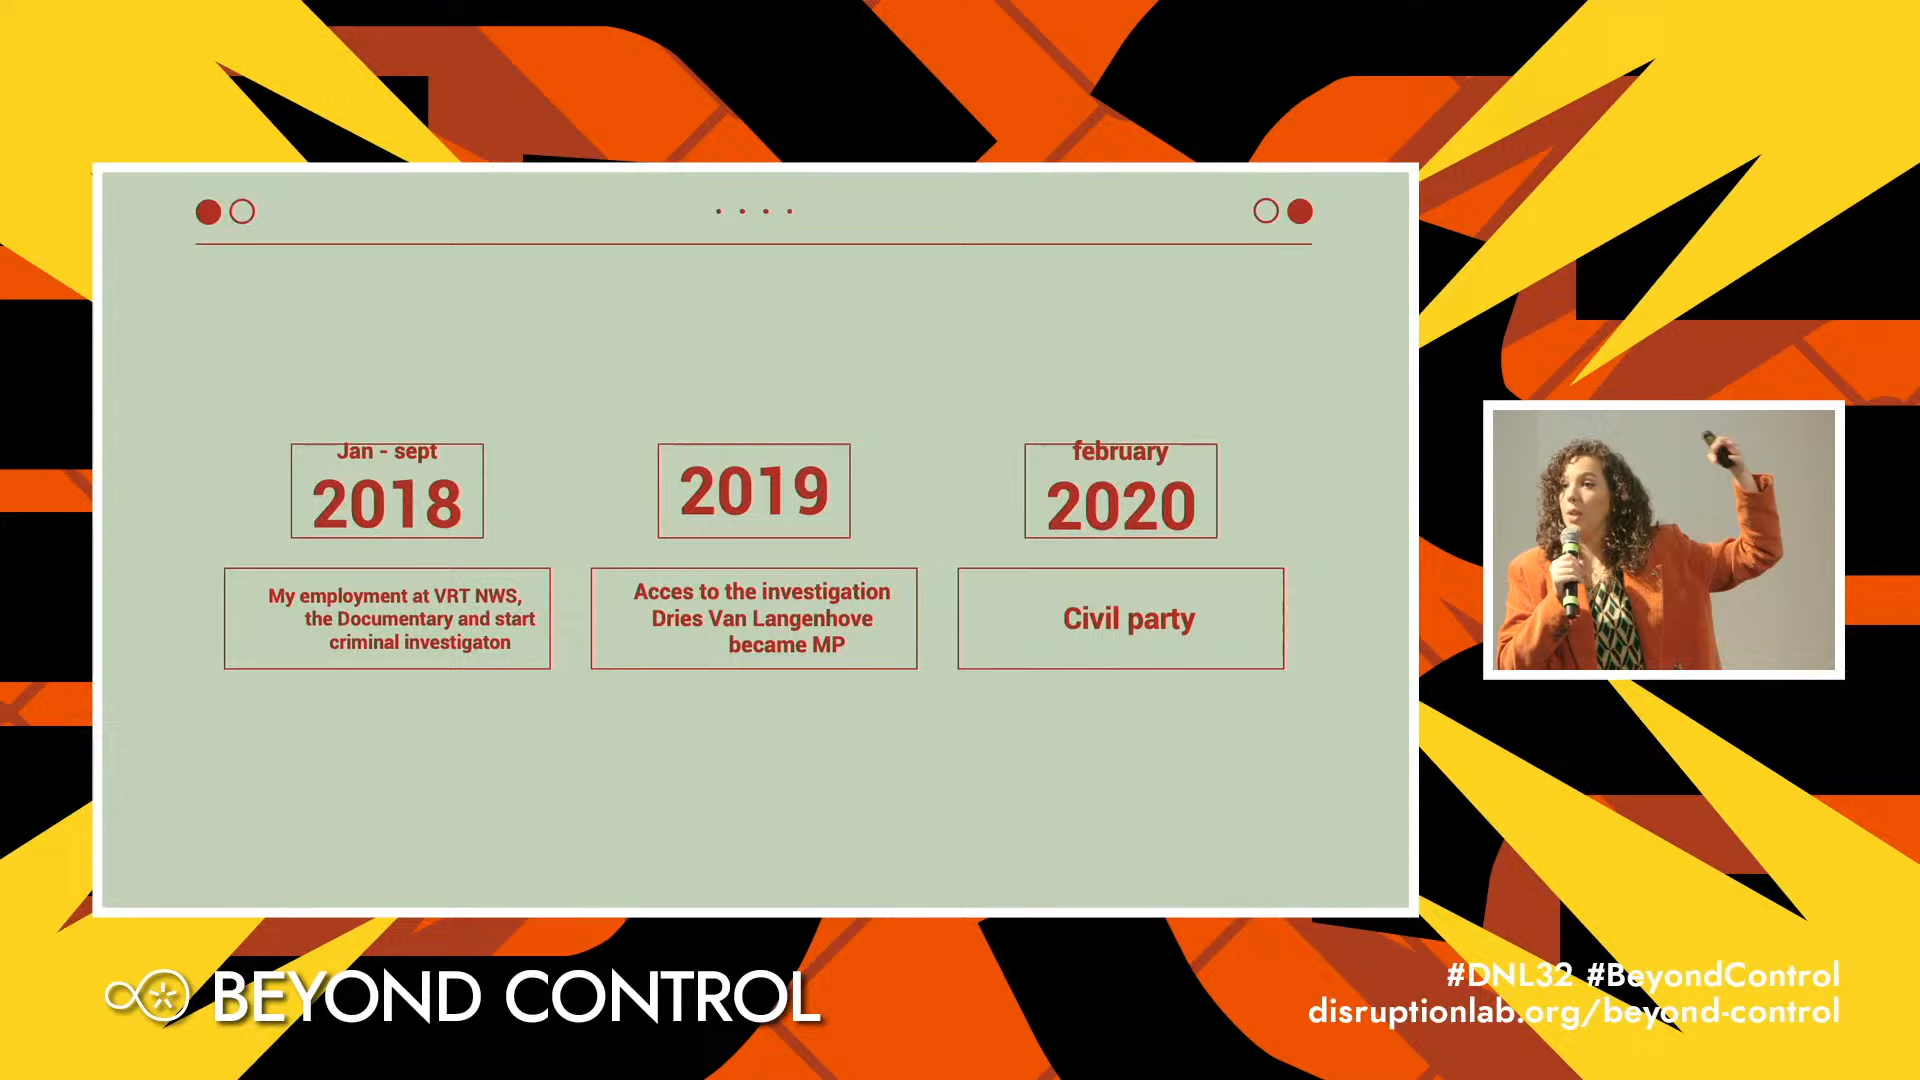 Jan - sept
2018
2019
february
2020
My employment at VRT NWS,
the Documentary and start
criminal investigaton
Acces to the investigation
Dries Van Langenhove
became MP
Civil party
BEYOND CONTROL
#DNL32 #BeyondControl
disruptionlab.org/beyond-control